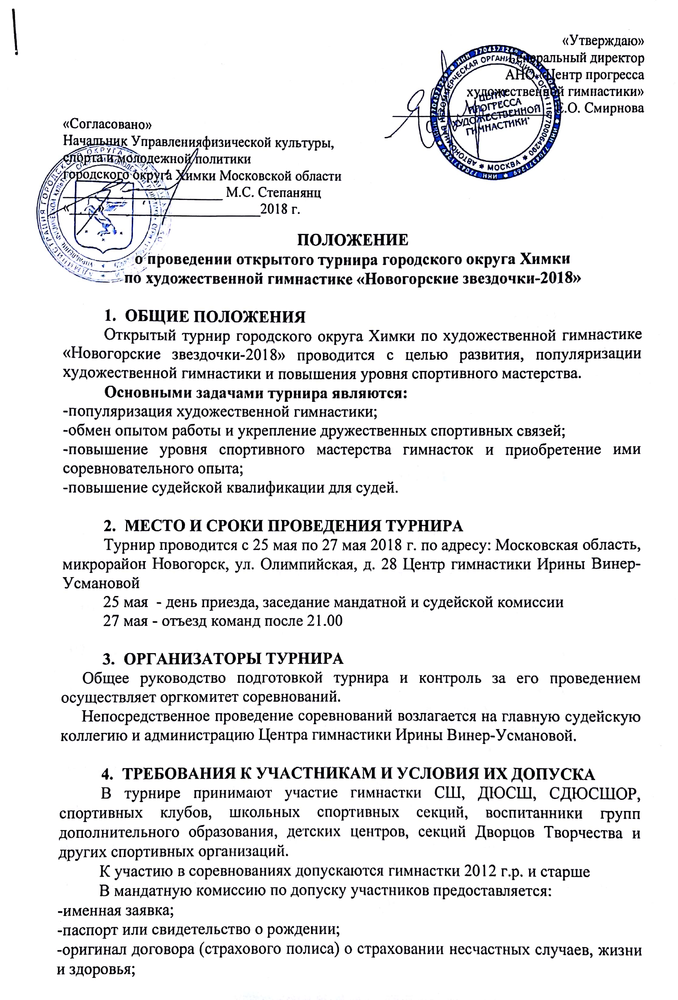 «Утверждаю»
Генеральный директор
АНО «Центр прогресса
художественной гимнастики»
Е.О. Смирнова
ЦЕНТР
ПРОГРЕССА
ХУДОЖЕСТВЕННОЙ
ГИМНАСТИКИ
АВТОНОМНАЯ НЕКОММЕРЧЕСКАЯ ОРГАНИЗАЦИЯ
МОСКВА
ИНН 7704371269
«Согласовано»
Начальник Управленияфизической культуры,
спорта и молодежной политики
городского округа Химки Московской области
М.С. Степанянц
«____» ____________________2018 г.
ПОЛОЖЕНИЕ
о проведении открытого турнира городского округа Химки
по художественной гимнастике «Новогорские звездочки-2018»
1. ОБЩИЕ ПОЛОЖЕНИЯ
Открытый турнир городского округа Химки по художественной гимнастике
«Новогорские звездочки-2018» проводится с целью развития, популяризации
художественной гимнастики и повышения уровня спортивного мастерства.
Основными задачами турнира являются:
-популяризация художественной гимнастики;
-обмен опытом работы и укрепление дружественных спортивных связей;
-повышение уровня спортивного мастерства гимнасток и приобретение ими
соревновательного опыта;
-повышение судейской квалификации для судей.
2. МЕСТО И СРОКИ ПРОВЕДЕНИЯ ТУРНИРА
Турнир проводится с 25 мая по 27 мая 2018 г. по адресу: Московская область,
микрорайон Новогорск, ул. Олимпийская, д. 28 Центр гимнастики Ирины Винер-
Усмановой
25 мая - день приезда, заседание мандатной и судейской комиссии
27 мая - отъезд команд после 21.00
3. ОРГАНИЗАТОРЫ ТУРНИРА
Общее руководство подготовкой турнира и контроль за его проведением
осуществляет оргкомитет соревнований.
Непосредственное проведение соревнований возлагается на главную судейскую
коллегию и администрацию Центра гимнастики Ирины Винер-Усмановой.
4. ТРЕБОВАНИЯ К УЧАСТНИКАМ И УСЛОВИЯ ИХ ДОПУСКА
В турнире принимают участие гимнастки СШ, ДЮСШ, СДЮСШОР,
спортивных клубов, школьных спортивных секций, воспитанники групп
дополнительного образования, детских центров, секций Дворцов Творчества и
других спортивных организаций.
К участию в соревнованиях допускаются гимнастки 2012 г.р. и старше
В мандатную комиссию по допуску участников предоставляется:
-именная заявка;
-паспорт или свидетельство о рождении;
-оригинал договора (страхового полиса) о страховании несчастных случаев, жизни
и здоровья;